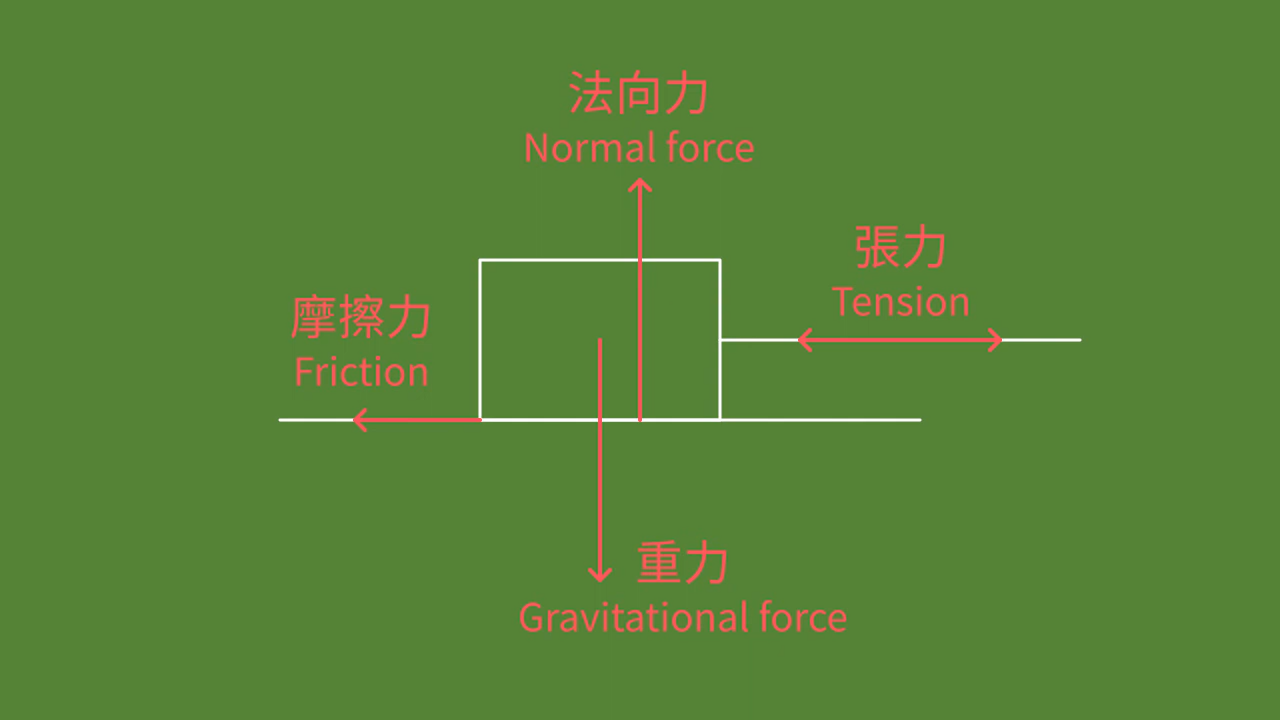 法向力
Normal force
張力
Tension
摩擦力
Friction
重力
Gravitational force